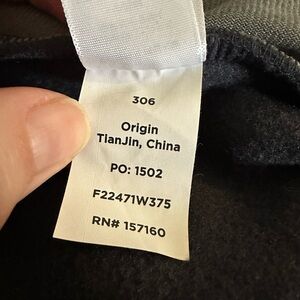 306
Origin
TianJin, China
PO: 1502
F22471W375
RN# 157160